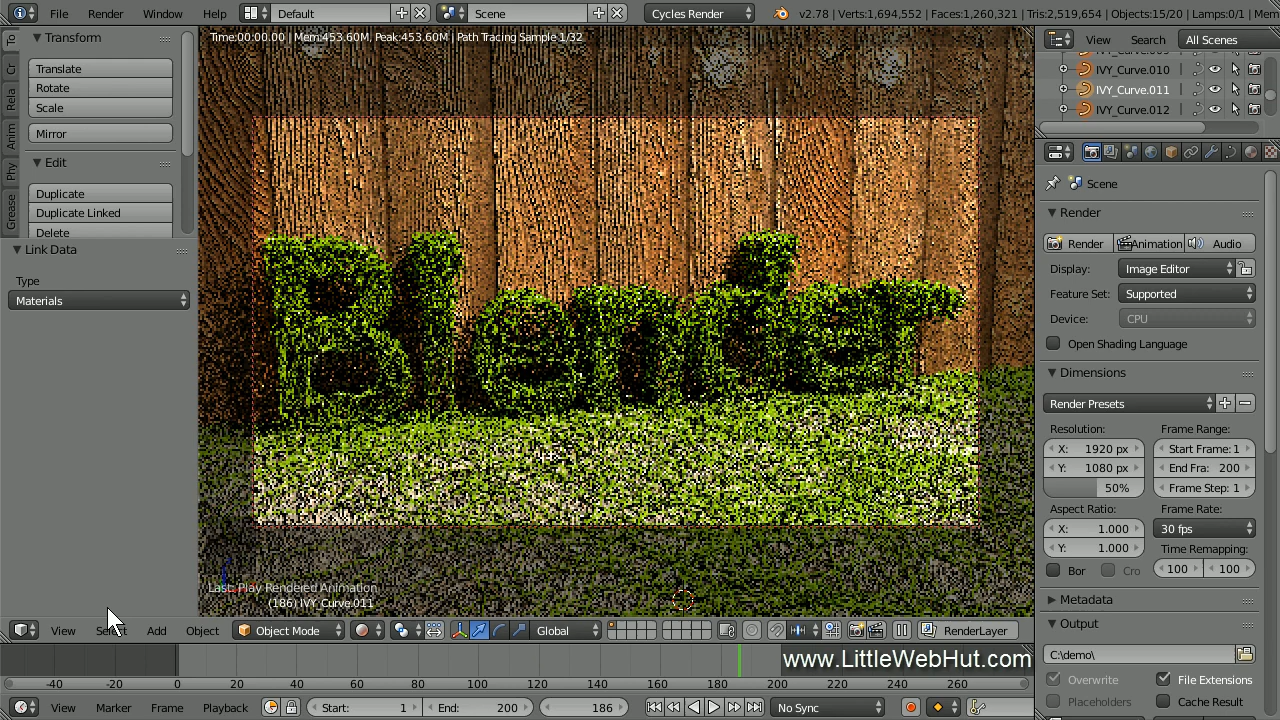 File Render Window Help Default Scene Cycles Render v2.78 | Verts:1,694,552 | Faces:1,260,321 | Tris:2,519,654 | Objects:15/20 | Lamps:0/1 |
Time:00:00.00 | Mem:453.60M, Peak:453.60M | Path Tracing Sample 1/32
To
Cr
Rela
Anim
Phy
Grease
Transform
Translate
Rotate
Scale
Mirror
Edit
Duplicate
Duplicate Linked
Delete
Link Data
Type
Materials
Blender
Last: Play Rendered Animation
(186) IVY_Curve.011
View Select Add Object Object Mode Global RenderLayer
www.LittleWebHut.com
-40 -20 0 20 40 60 80 100 120 140 160 180 200 220 240 260
View Marker Frame Playback Start: 1 End: 200 186 No Sync
View Search All Scenes
IVY_Curve.010
IVY_Curve.011
IVY_Curve.012
Scene
Render
Render Animation Audio
Display: Image Editor
Feature Set: Supported
Device: CPU
Open Shading Language
Dimensions
Render Presets
Resolution: Frame Range:
X: 1920 px Start Frame: 1
Y: 1080 px End Fra: 200
50% Frame Step: 1
Aspect Ratio: Frame Rate:
X: 1.000 30 fps
Y: 1.000 Time Remapping:
Bor Cro 100 100
Metadata
Output
C:\demo\
Overwrite File Extensions
Placeholders Cache Result